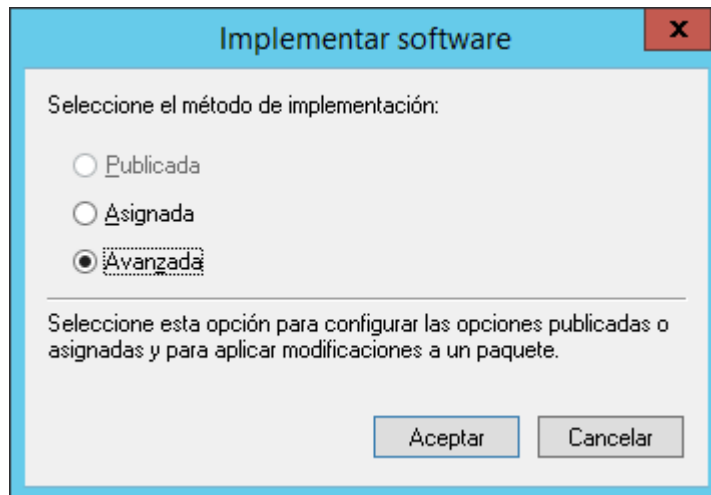 Implementar software
x
Seleccione el método de implementación:
Publicada
Asignada
Avanzada
Seleccione esta opción para configurar las opciones publicadas o
asignadas y para aplicar modificaciones a un paquete.
Aceptar
Cancelar